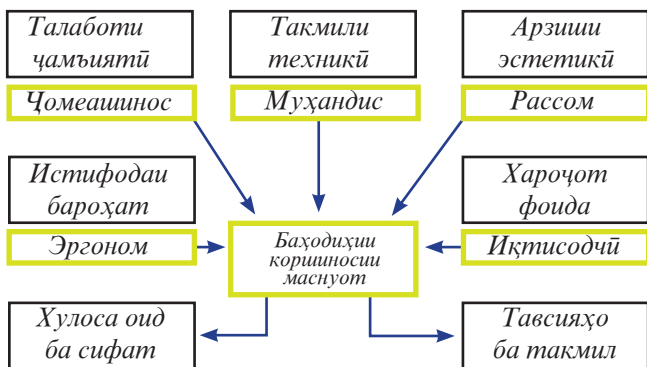 Талаботи
ҷамъиятӣ
Ҷомеашинос
Такмили
техникӣ
Муҳандис
Арзиши
эстетикӣ
Рассом
Истифодаи
бароҳат
Эргоном
Баҳодиҳии
коршиносии
маснуот
Хароҷот
фоида
Иқтисодчӣ
Хулоса оид
ба сифат
Тавсияҳо
ба такмил